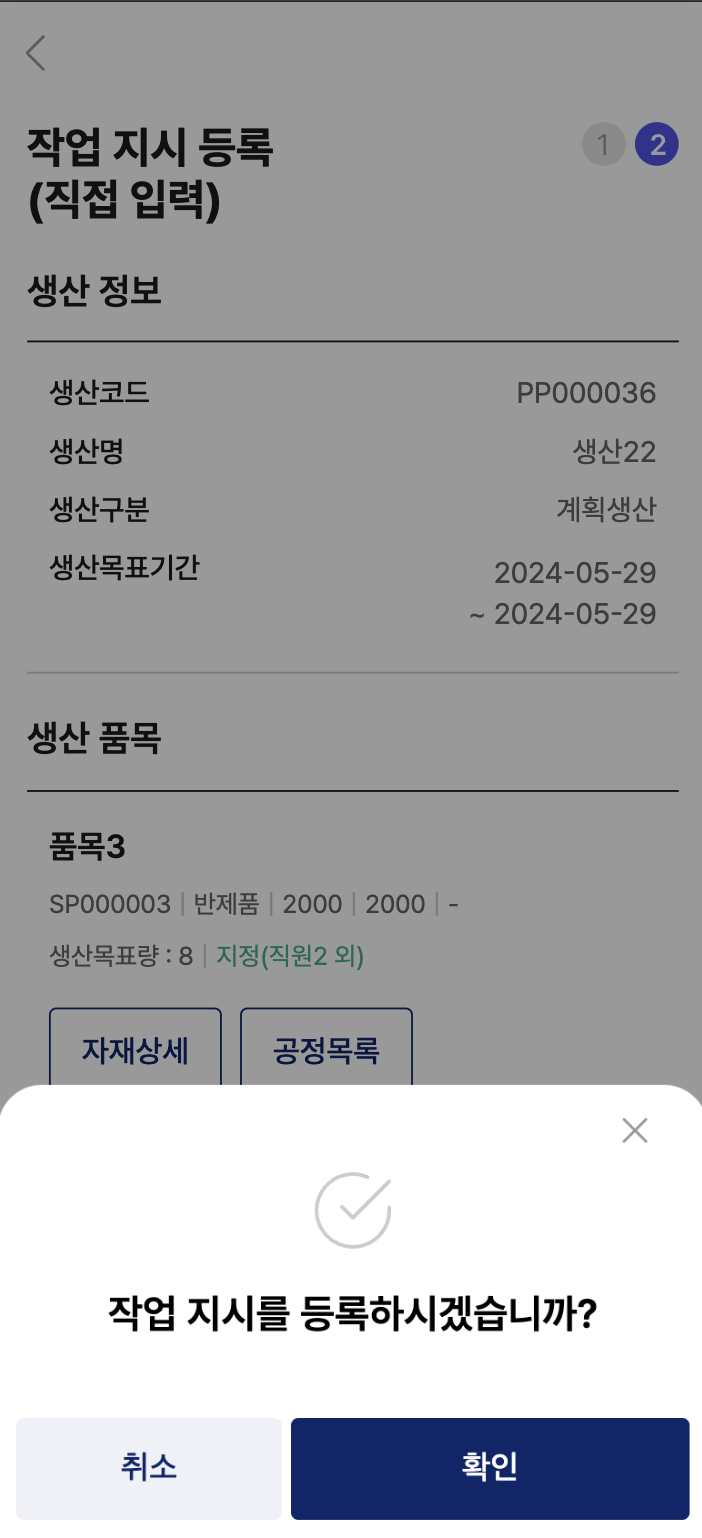 작업 지시 등록
(직접 입력)
1 2
생산 정보
생산코드 PP000036
생산명 생산22
생산구분 계획생산
생산목표기간 2024-05-29
~ 2024-05-29
생산 품목
품목3
SP000003 | 반제품 | 2000 | 2000 | -
생산목표량 : 8 | 지정(직원2 외)
자재상세 공정목록
작업 지시를 등록하시겠습니까?
취소 확인